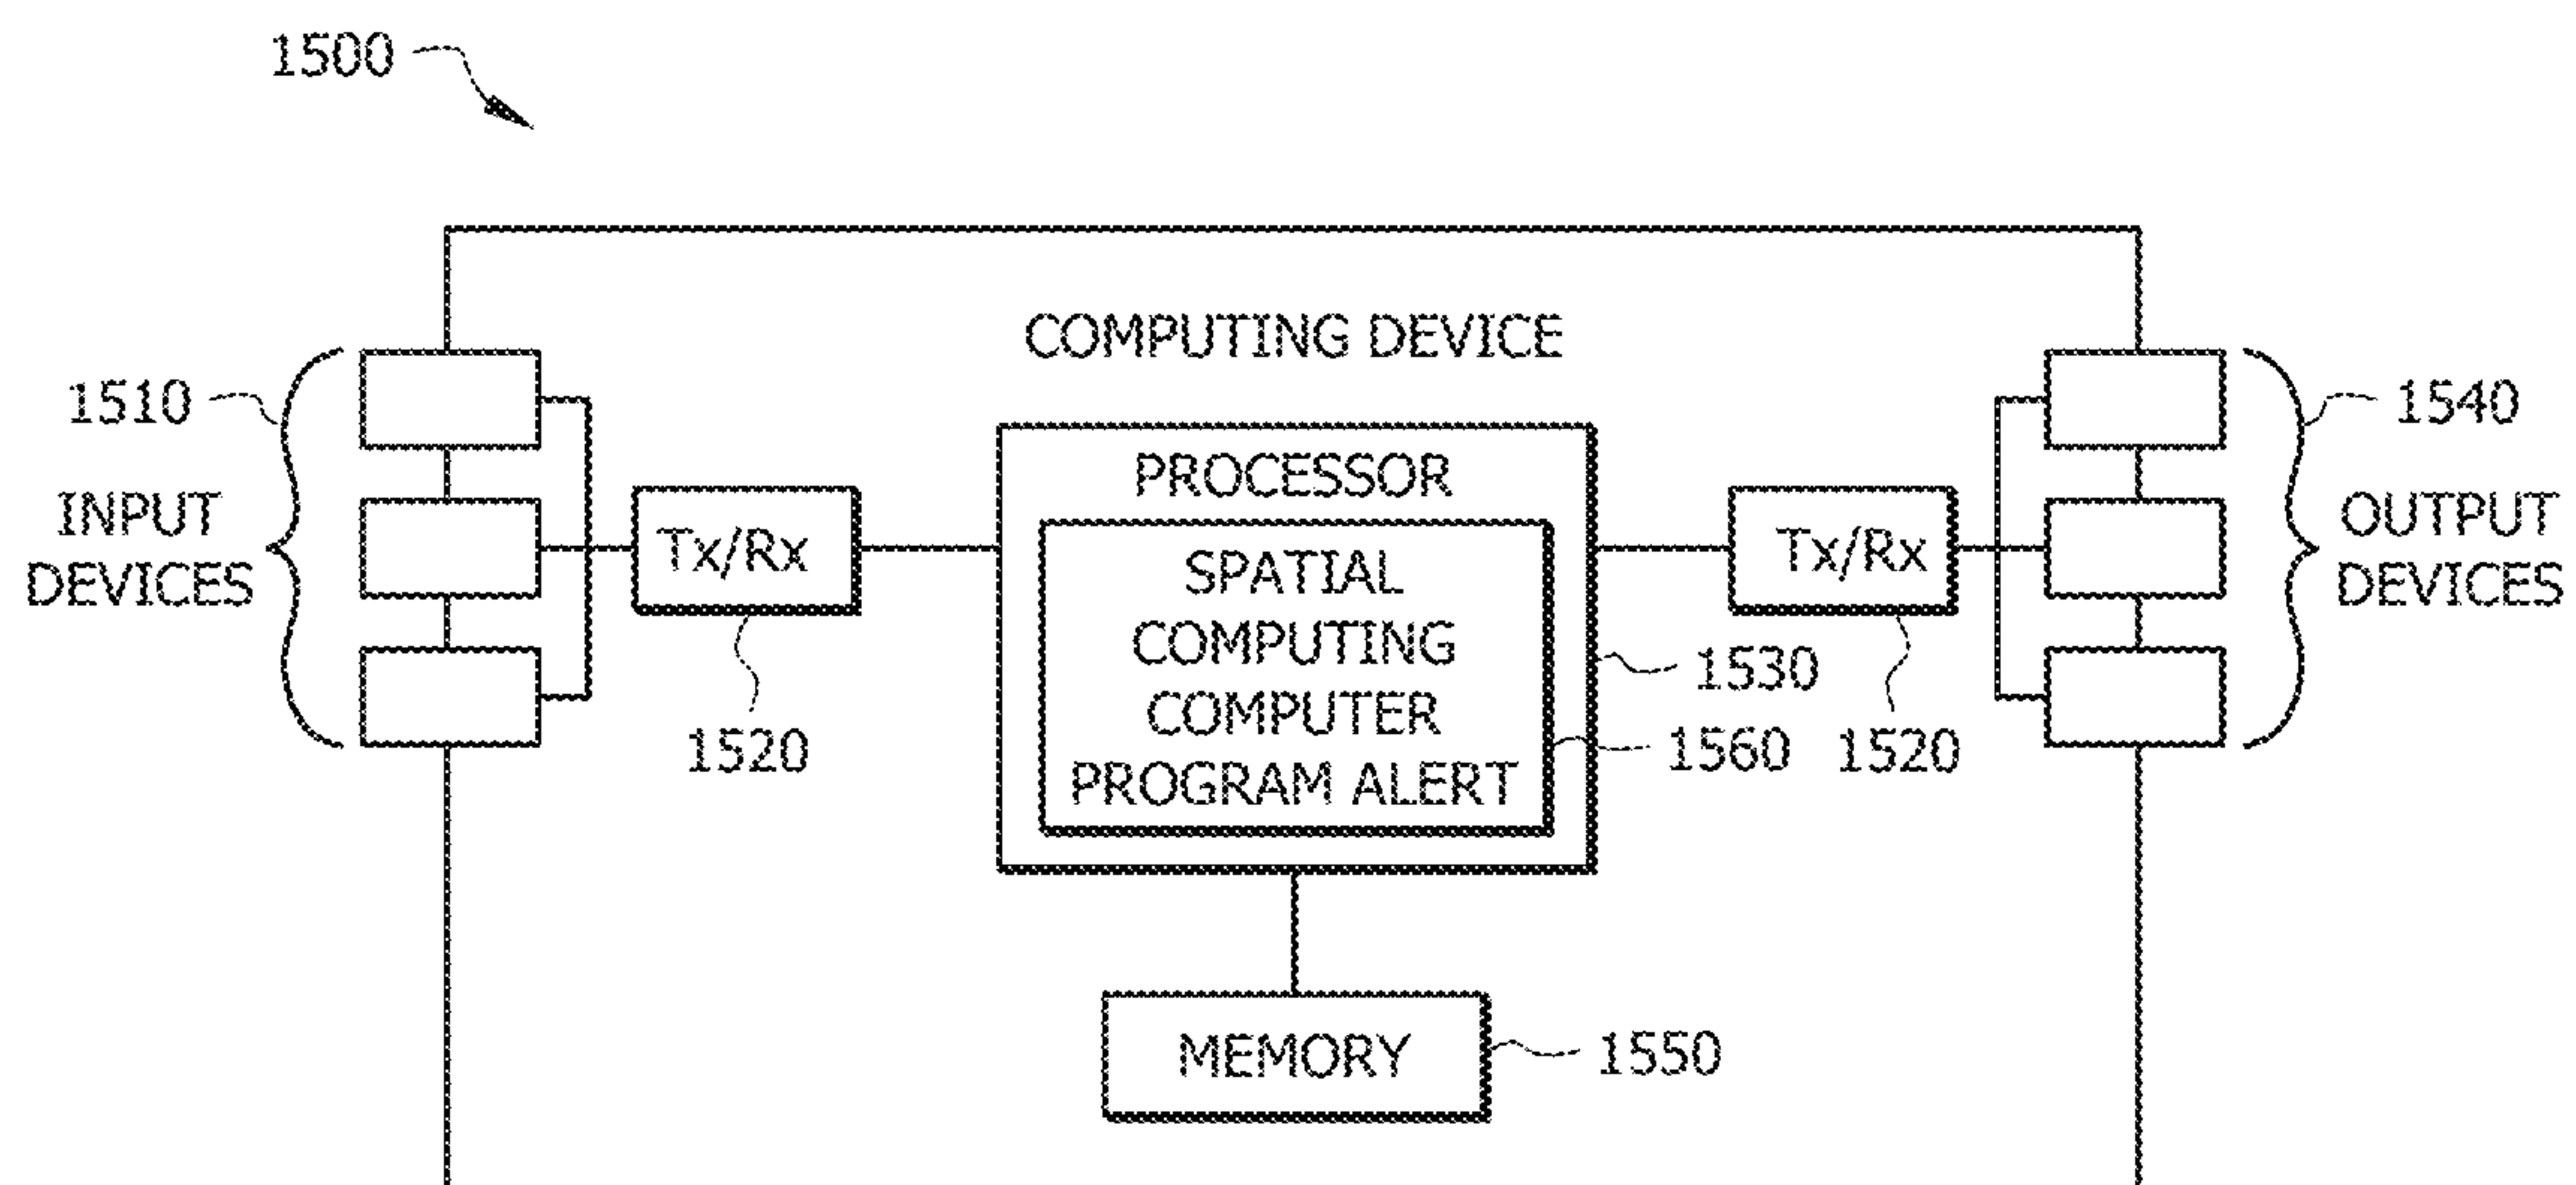 1500
COMPUTING DEVICE
1510
INPUT
DEVICES
Tx/Rx
1520
PROCESSOR
SPATIAL
COMPUTING
COMPUTER
PROGRAM ALERT
1530
1560
Tx/Rx
1520
1540
OUTPUT
DEVICES
MEMORY
1550